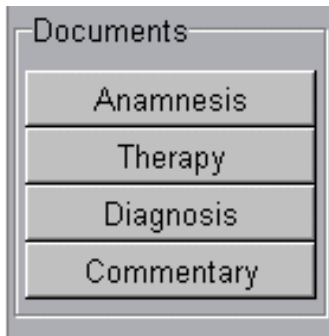 Documents
Anamnesis
Therapy
Diagnosis
Commentary